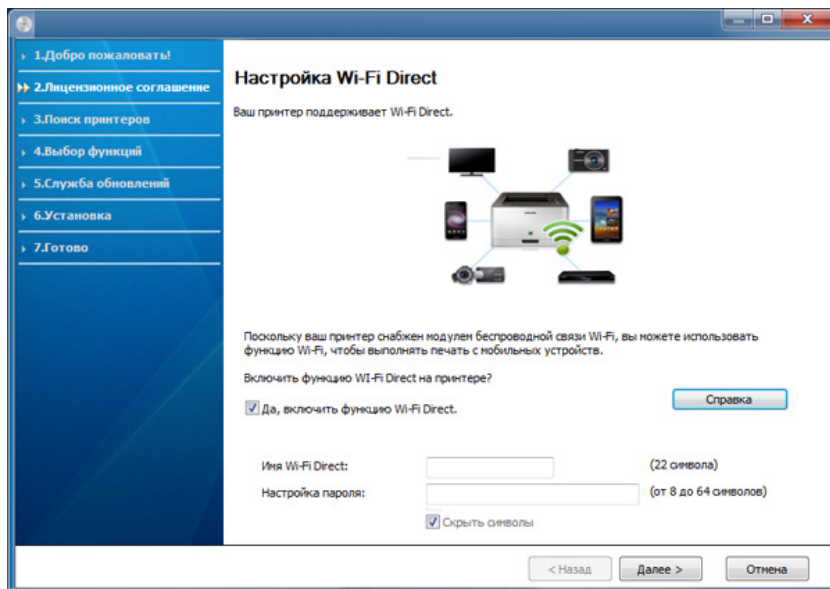 1.Добро пожаловать!
2.Лицензионное соглашение
3.Поиск принтеров
4.Выбор функций
5.Служба обновлений
6.Установка
7.Готово
Настройка Wi-Fi Direct
Ваш принтер поддерживает Wi-Fi Direct.
Поскольку ваш принтер снабжен модулем беспроводной связи Wi-Fi, вы можете использовать
функцию Wi-Fi, чтобы выполнять печать с мобильных устройств.
Включить функцию WI-Fi Direct на принтере?
Да, включить функцию Wi-Fi Direct.
Справка
Имя Wi-Fi Direct:
(22 символа)
Настройка пароля:
(от 8 до 64 символов)
Скрыть символы
< Назад
Далее >
Отмена